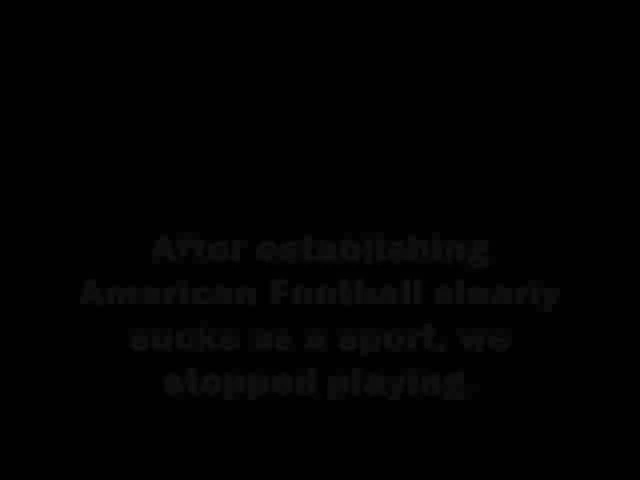 After establishing
American Football clearly
sucks as a sport, we
stopped playing.